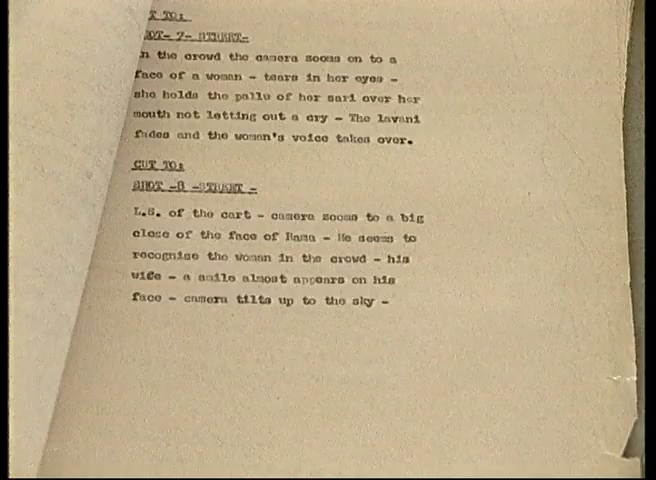 T TO:
OT- 7- STREET-
n the crowd the camera zooms on to a
face of a woman - tears in her eyes -
she holds the pallu of her sari over her
mouth not letting out a cry - The lavani
fades and the woman's voice takes over.
CUT TO:
SHOT -8 -STREET -
L.S. of the cart - camera zooms to a big
close of the face of Rama - He seems to
recognise the woman in the crowd - his
wife - a smile almost appears on his
face - camera tilts up to the sky -